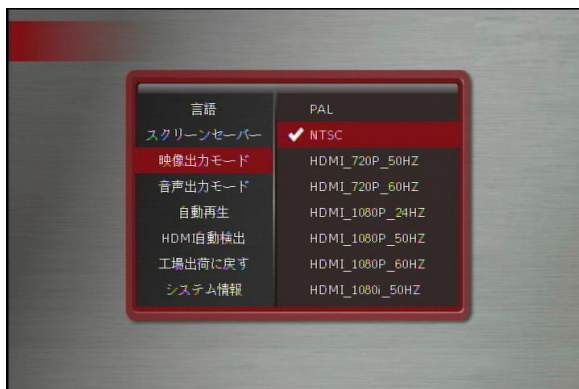 言語
スクリーンセーバー
映像出力モード
音声出力モード
自動再生
HDMI自動検出
工場出荷に戻す
システム情報
PAL
NTSC
HDMI_720P_50HZ
HDMI_720P_60HZ
HDMI_1080P_24HZ
HDMI_1080P_50HZ
HDMI_1080P_60HZ
HDMI_1080i_50HZ